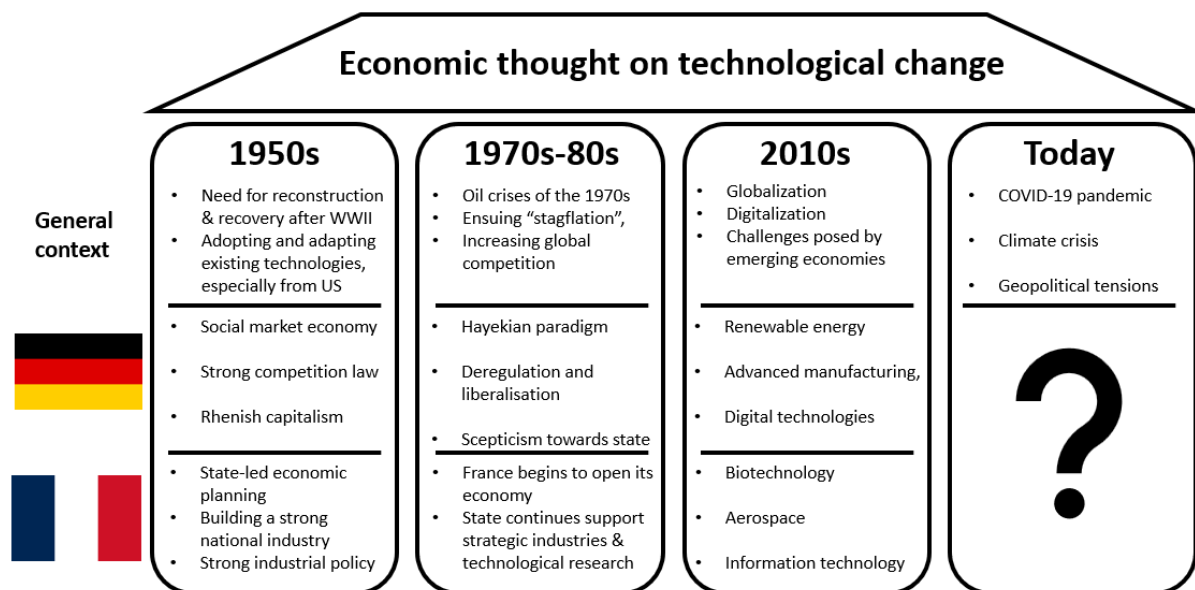 Economic thought on technological change
General
context
1950s
• Need for reconstruction
& recovery after WWII
• Adopting and adapting
existing technologies,
especially from US
• Social market economy
• Strong competition law
• Rhenish capitalism
• State-led economic
planning
• Building a strong
national industry
• Strong industrial policy
1970s-80s
• Oil crises of the 1970s
• Ensuing “stagflation”,
• Increasing global
competition
• Hayekian paradigm
• Deregulation and
liberalisation
• Scepticism towards state
• France begins to open its
economy
• State continues support
strategic industries &
technological research
2010s
• Globalization
• Digitalization
• Challenges posed by
emerging economies
• Renewable energy
• Advanced manufacturing,
• Digital technologies
• Biotechnology
• Aerospace
• Information technology
Today
• COVID-19 pandemic
• Climate crisis
• Geopolitical tensions
?